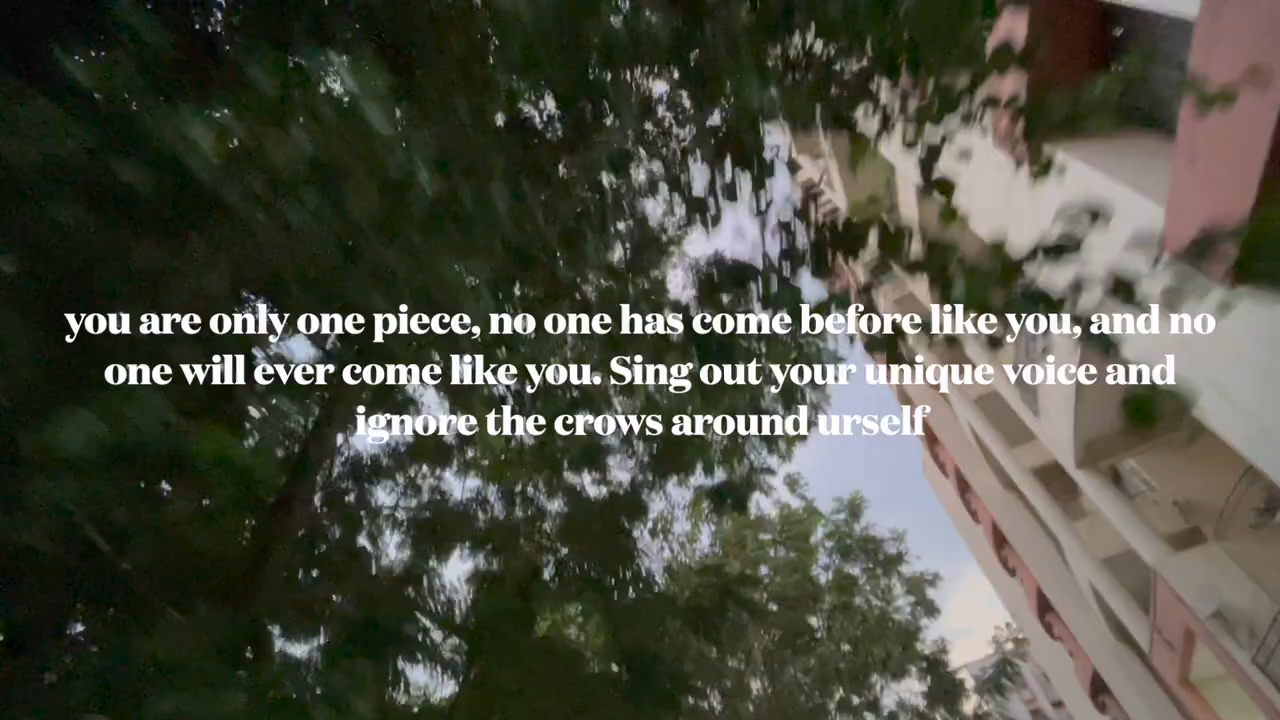 you are only one piece, no one has come before like you, and no
one will ever come like you. Sing out your unique voice and
ignore the crows around urself